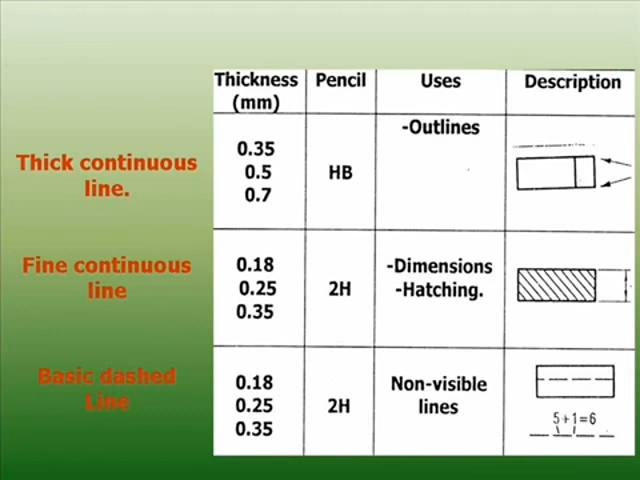 Thickness
(mm)
Pencil
Uses
Description
Thick continuous
line.
0.35
0.5
0.7
HB
-Outlines
Fine continuous
line
0.18
0.25
0.35
2H
-Dimensions
-Hatching.
Basic dashed
Line
0.18
0.25
0.35
2H
Non-visible
lines
5+1=6